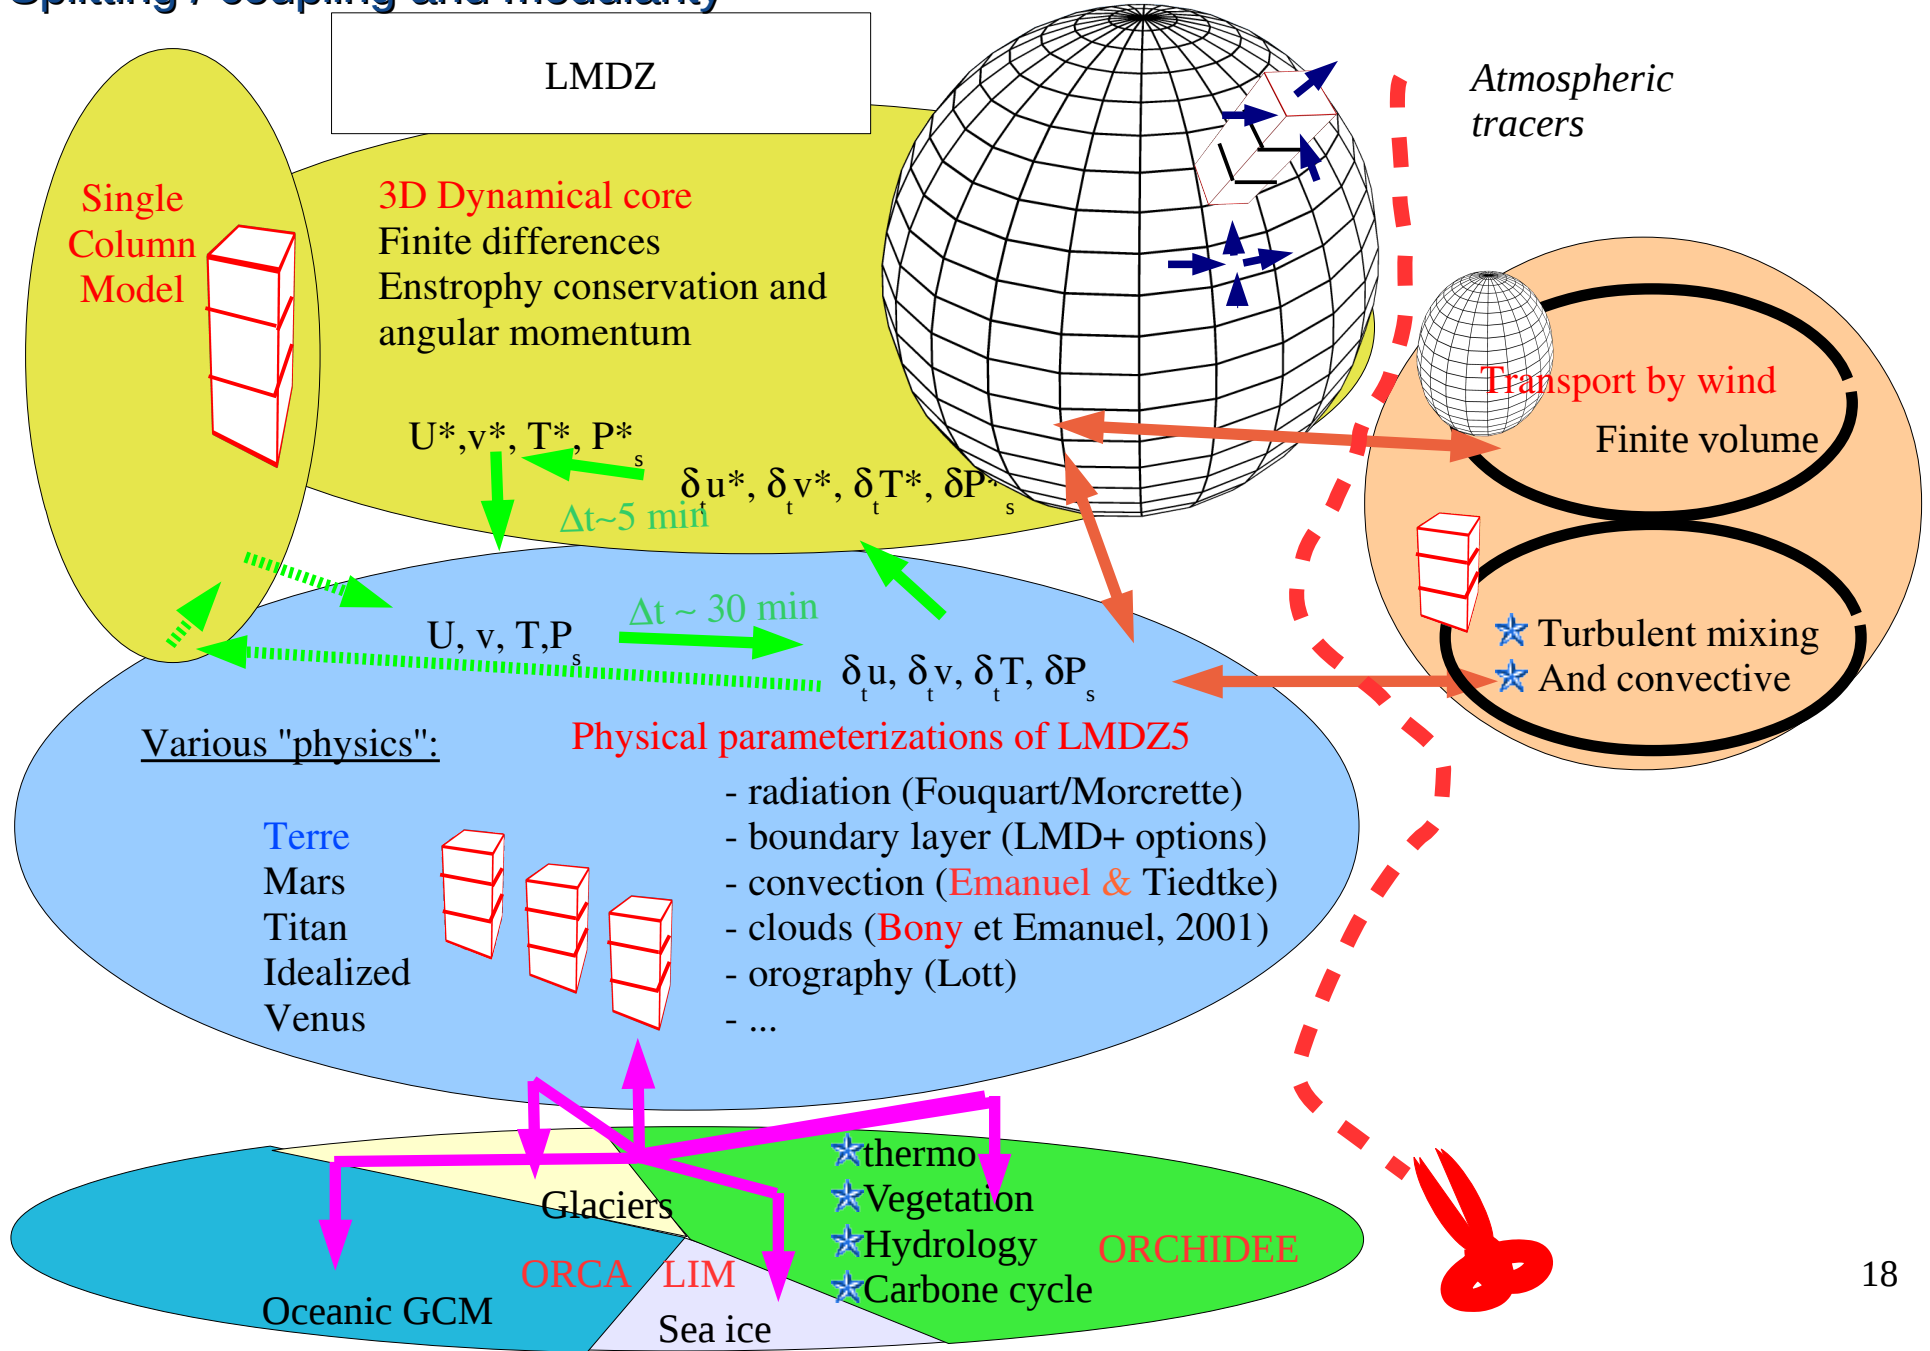 Splitting / coupling and modularity
LMDZ
Atmospheric
tracers
Single
Column
Model
3D Dynamical core
Finite differences
Enstrophy conservation and
angular momentum
U*,v*, T*, P*s
δtu*, δtv*, δtT*, δP*s
Δt~5 min
Transport by wind
Finite volume
Turbulent mixing
And convective
U, v, T,Ps
Δt ~ 30 min
δtu, δtv, δtT, δPs
Various "physics":
Terre
Mars
Titan
Idealized
Venus
Physical parameterizations of LMDZ5
- radiation (Fouquart/Morcrette)
- boundary layer (LMD+ options)
- convection (Emanuel & Tiedtke)
- clouds (Bony et Emanuel, 2001)
- orography (Lott)
- ...
Glaciers
thermo
Vegetation
Hydrology
Carbone cycle
ORCHIDEE
ORCA
LIM
Oceanic GCM
Sea ice
18